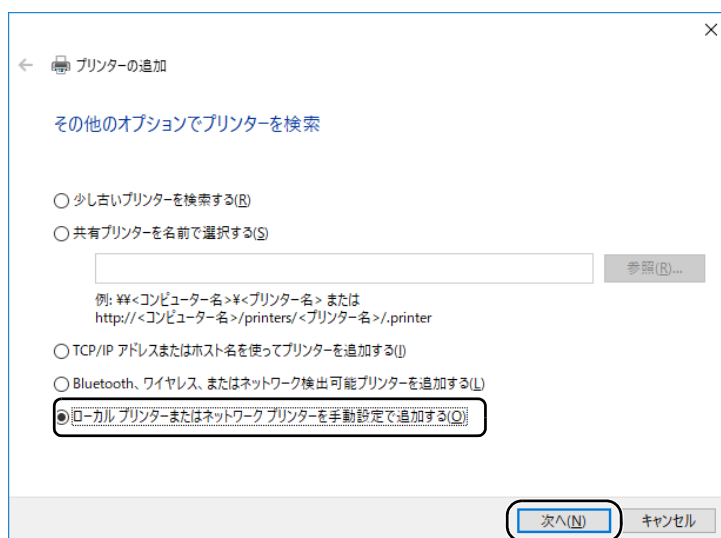 プリンターの追加
その他のオプションでプリンターを検索
少し古いプリンターを検索する(R)
共有プリンターを名前で選択する(S)
参照(R)...
例: ¥¥<コンピューター名>¥<プリンター名> または
http://<コンピューター名>/printers/<プリンター名>/.printer
TCP/IP アドレスまたはホスト名を使ってプリンターを追加する(I)
Bluetooth、ワイヤレス、またはネットワーク検出可能プリンターを追加する(L)
ローカル プリンターまたはネットワーク プリンターを手動設定で追加する(O)
次へ(N)
キャンセル